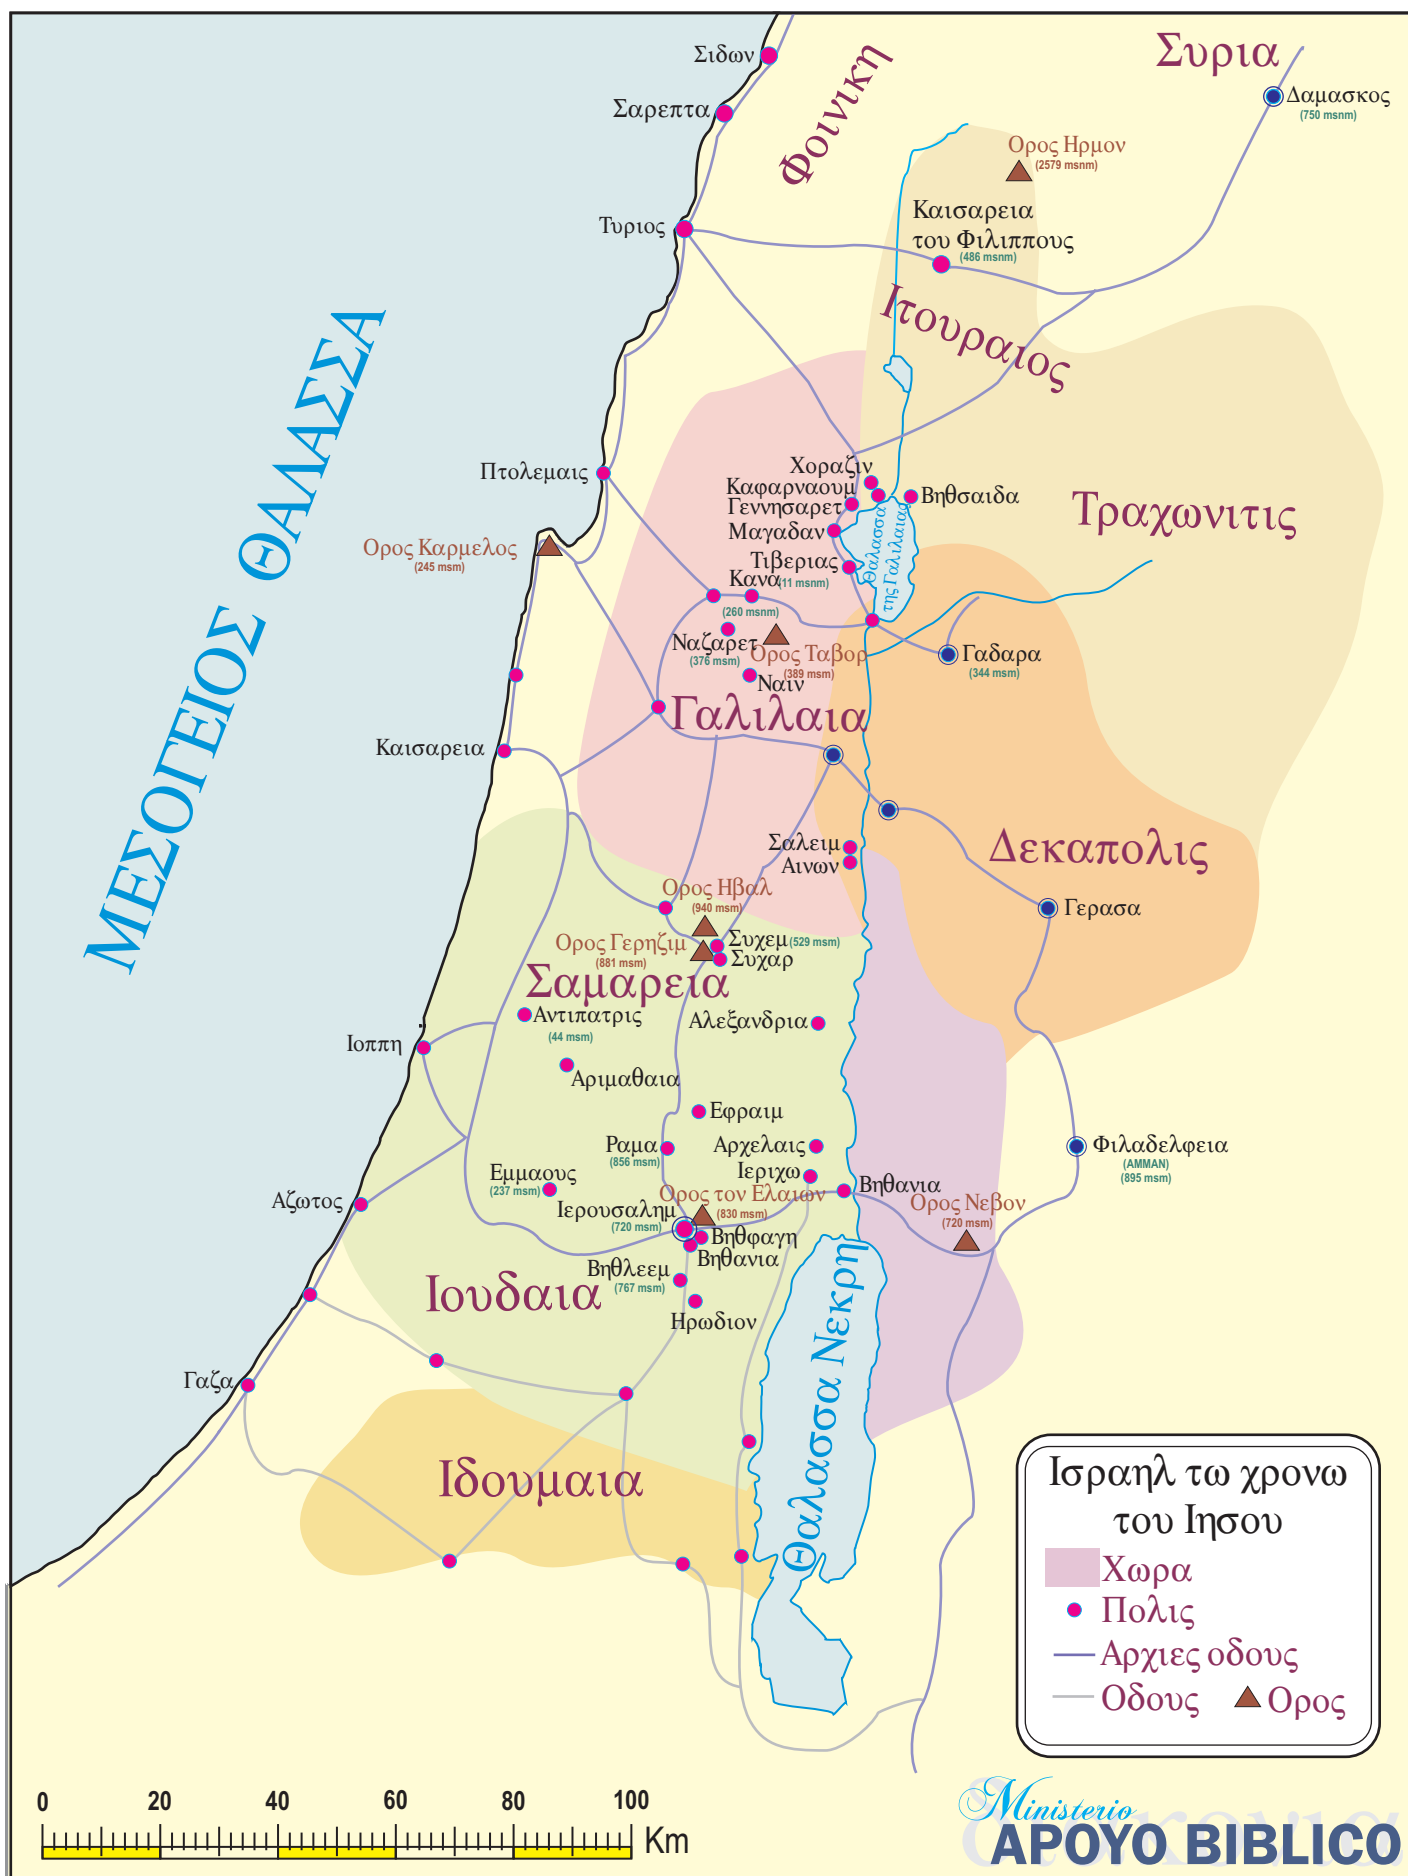 Σιδων
Συρια
Φοινικη
Δαμασκος
(750 msnm)
Σαρεπτα
Ορος Ηρμον
(2579 msnm)
Τυριος
Καισαρεια
του Φιλιππους
(486 msnm)
Ιτουραιος
ΜΕΣΟΓΕΙΟΣ ΘΑΛΑΣΣΑ
Πτολεμαις
Χοραζιν
Καφαρναουμ
Βηθσαιδα
Γεννησαρετ
Τραχωνιτις
Μαγαδαν
Θαλασσα
της Γαλιλαιας
Ορος Καρμελος
(245 msm)
Τιβεριας
Κανα
(11 msnm)
(260 msnm)
Ναζαρετ
(376 msm)
Ορος Ταβορ
(389 msm)
Γαδαρα
(344 msm)
Ναιν
Γαλιλαια
Καισαρεια
Σαλειμ
Αινων
Δεκαπολις
Ορος Ηβαλ
(940 msm)
Γερασα
Ορος Γερηζιμ
(881 msm)
Συχεμ (529 msm)
Συχαρ
Σαμαρεια
Αντιπατρις
(44 msm)
Αλεξανδρια
Ιοππη
Αριμαθαια
Εφραιμ
Ραμα
(856 msm)
Αρχελαις
Φιλαδελφεια
(AMMAN)
(895 msm)
Εμμαους
(237 msm)
Ιεριχω
Βηθανια
Αζωτος
Ορος τον Ελαιων
(830 msm)
Ορος Νεβον
(720 msm)
Ιερουσαλημ
(720 msm)
Βηθφαγη
Βηθανια
Βηθλεεμ
(767 msm)
Ιουδαια
Ηρωδιον
Θαλασσα Νεκρη
Γαζα
Ιδουμαια
Ισραηλ τω χρονω
του Ιησου
Χωρα
Πολις
Αρχιες οδους
Οδους
Ορος
0 20 40 60 80 100
Km
Ministerio
APOYO BIBLICO